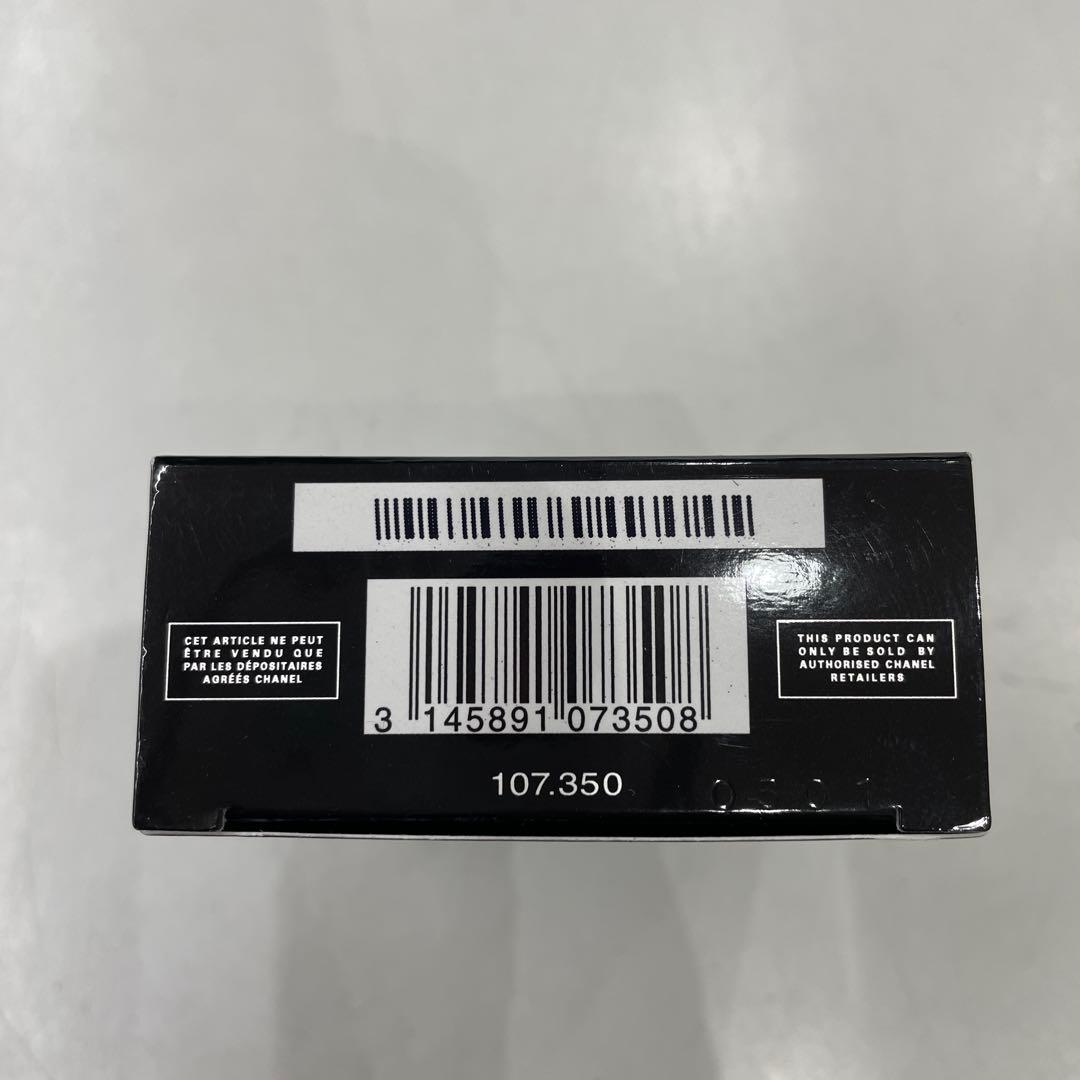 CET ARTICLE NE PEUT
ÊTRE VENDU QUE
PAR LES DÉPOSITAIRES
AGRÉÉS CHANEL
3 145891 073508
THIS PRODUCT CAN
ONLY BE SOLD BY
AUTHORISED CHANEL
RETAILERS
107.350
0501